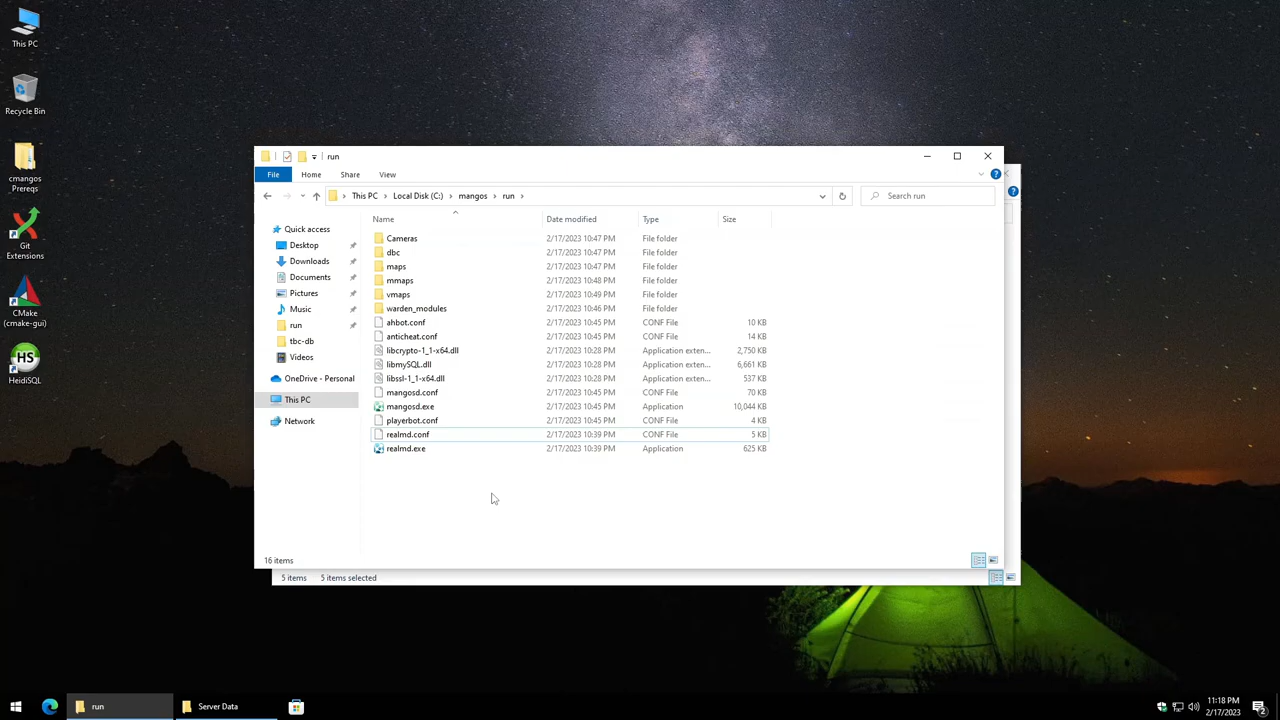 This PC
Recycle Bin
cmangos
Prereqs
Git
Extensions
CMake
(cmake-gui)
HS
HeidiSQL
run
File
Home
Share
View
This PC
Local Disk (C:)
mangos
run
Search run
Name
Date modified
Type
Size
Quick access
Desktop
Downloads
Documents
Pictures
Music
run
tbc-db
Videos
OneDrive - Personal
This PC
Network
Cameras 2/17/2023 10:47 PM File folder
dbc 2/17/2023 10:47 PM File folder
maps 2/17/2023 10:47 PM File folder
mmaps 2/17/2023 10:48 PM File folder
vmaps 2/17/2023 10:49 PM File folder
warden_modules 2/17/2023 10:46 PM File folder
ahbot.conf 2/17/2023 10:45 PM CONF File 10 KB
anticheat.conf 2/17/2023 10:45 PM CONF File 14 KB
libcrypto-1_1-x64.dll 2/17/2023 10:28 PM Application exten... 2,750 KB
libmySQL.dll 2/17/2023 10:28 PM Application exten... 6,661 KB
libssl-1_1-x64.dll 2/17/2023 10:28 PM Application exten... 537 KB
mangosd.conf 2/17/2023 10:45 PM CONF File 70 KB
mangosd.exe 2/17/2023 10:45 PM Application 10,044 KB
playerbot.conf 2/17/2023 10:45 PM CONF File 4 KB
realmd.conf 2/17/2023 10:39 PM CONF File 5 KB
realmd.exe 2/17/2023 10:39 PM Application 625 KB
16 items
5 items 5 items selected
run
Server Data
11:18 PM
2/17/2023
2